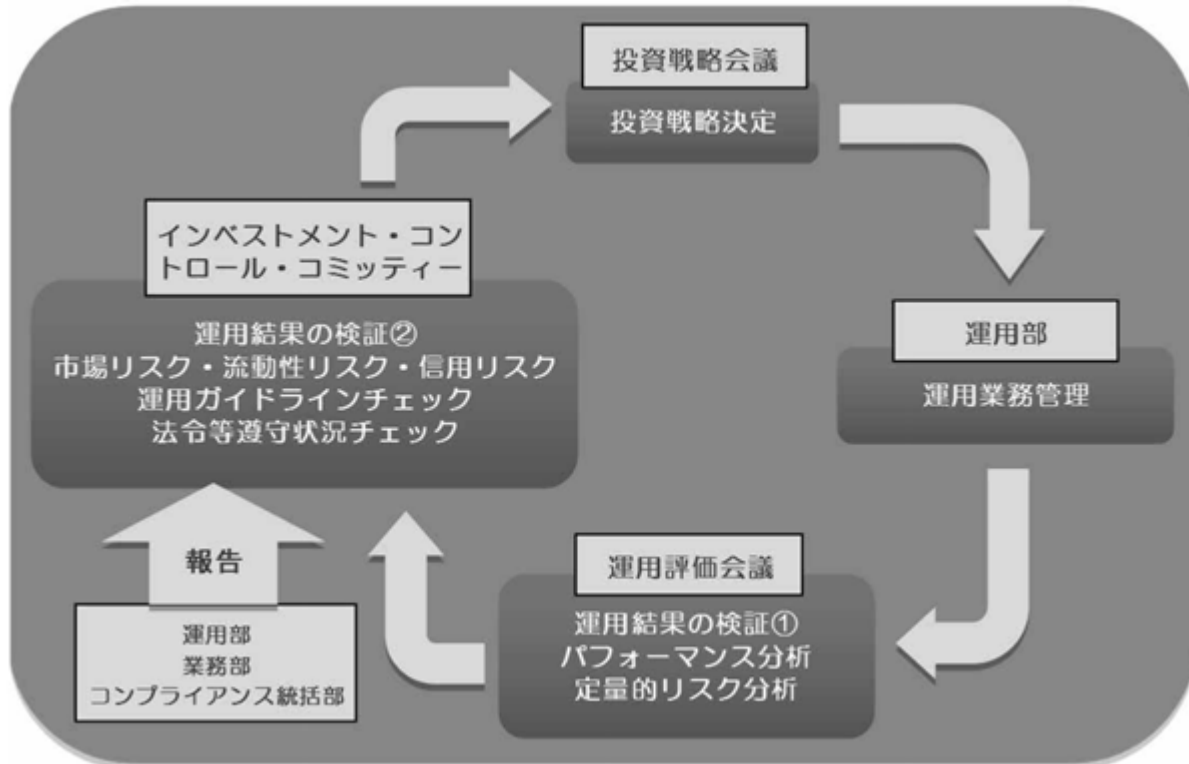 投資戦略会議
投資戦略決定
運用部
運用業務管理
運用評価会議
運用結果の検証①
パフォーマンス分析
定量的リスク分析
インベストメント・コン
トロール・コミッティー
運用結果の検証②
市場リスク・流動性リスク・信用リスク
運用ガイドラインチェック
法令等遵守状況チェック
報告
運用部
業務部
コンプライアンス統括部